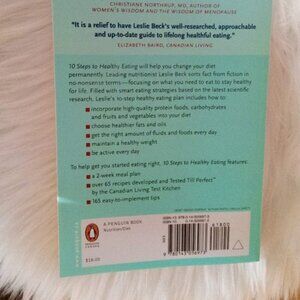 CHRISTIANE NORTHRUP, MD, AUTHOR OF
WOMEN'S WISDOM AND THE WISDOM OF MENOPAUSE
"It is a relief to have Leslie Beck's well-researched, approachable
and up-to-date guide to lifelong healthful eating."
ELIZABETH BAIRD, CANADIAN LIVING
10 Steps to Healthy Eating will help you change your diet
permanently. Leading nutritionist Leslie Beck sorts fact from fiction in
no-nonsense terms—focusing on what you need to eat to stay healthy
for life. Filled with smart eating strategies based on the latest scientific
research, Leslie's 10-step healthy eating plan includes how to
■ incorporate high-quality protein foods, carbohydrates
and fruits and vegetables into your diet
■ choose healthier fats and oils
■ get the right amount of fluids and foods every day
■ maintain a healthy weight
■ be active every day
To help you get started eating right, 10 Steps to Healthy Eating features:
■ a 2-week meal plan
■ over 65 recipes developed and Tested Till Perfect™
by the Canadian Living Test Kitchen
■ 165 easy-to-implement tips
PENGUIN
A PENGUIN BOOK
Nutrition/Diet
$18.00
61800
9 780143 056973